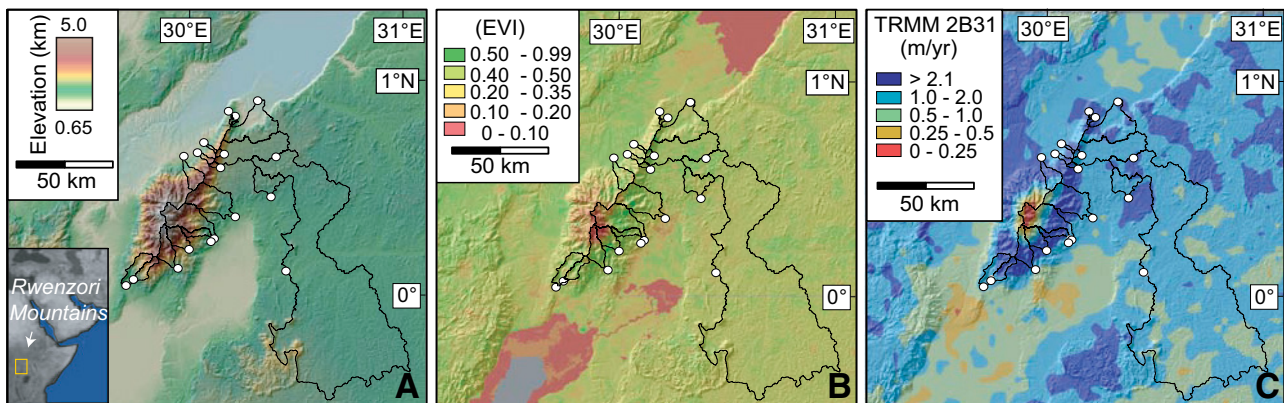 5.0
Elevation (km)
0.65
50 km
30°E
31°E
1°N
0°
Rwenzori
Mountains
A
(EVI)
0.50 - 0.99
0.40 - 0.50
0.20 - 0.35
0.10 - 0.20
0 - 0.10
50 km
30°E
31°E
1°N
0°
B
TRMM 2B31
(m/yr)
> 2.1
1.0 - 2.0
0.5 - 1.0
0.25 - 0.5
0 - 0.25
50 km
30°E
31°E
1°N
0°
C